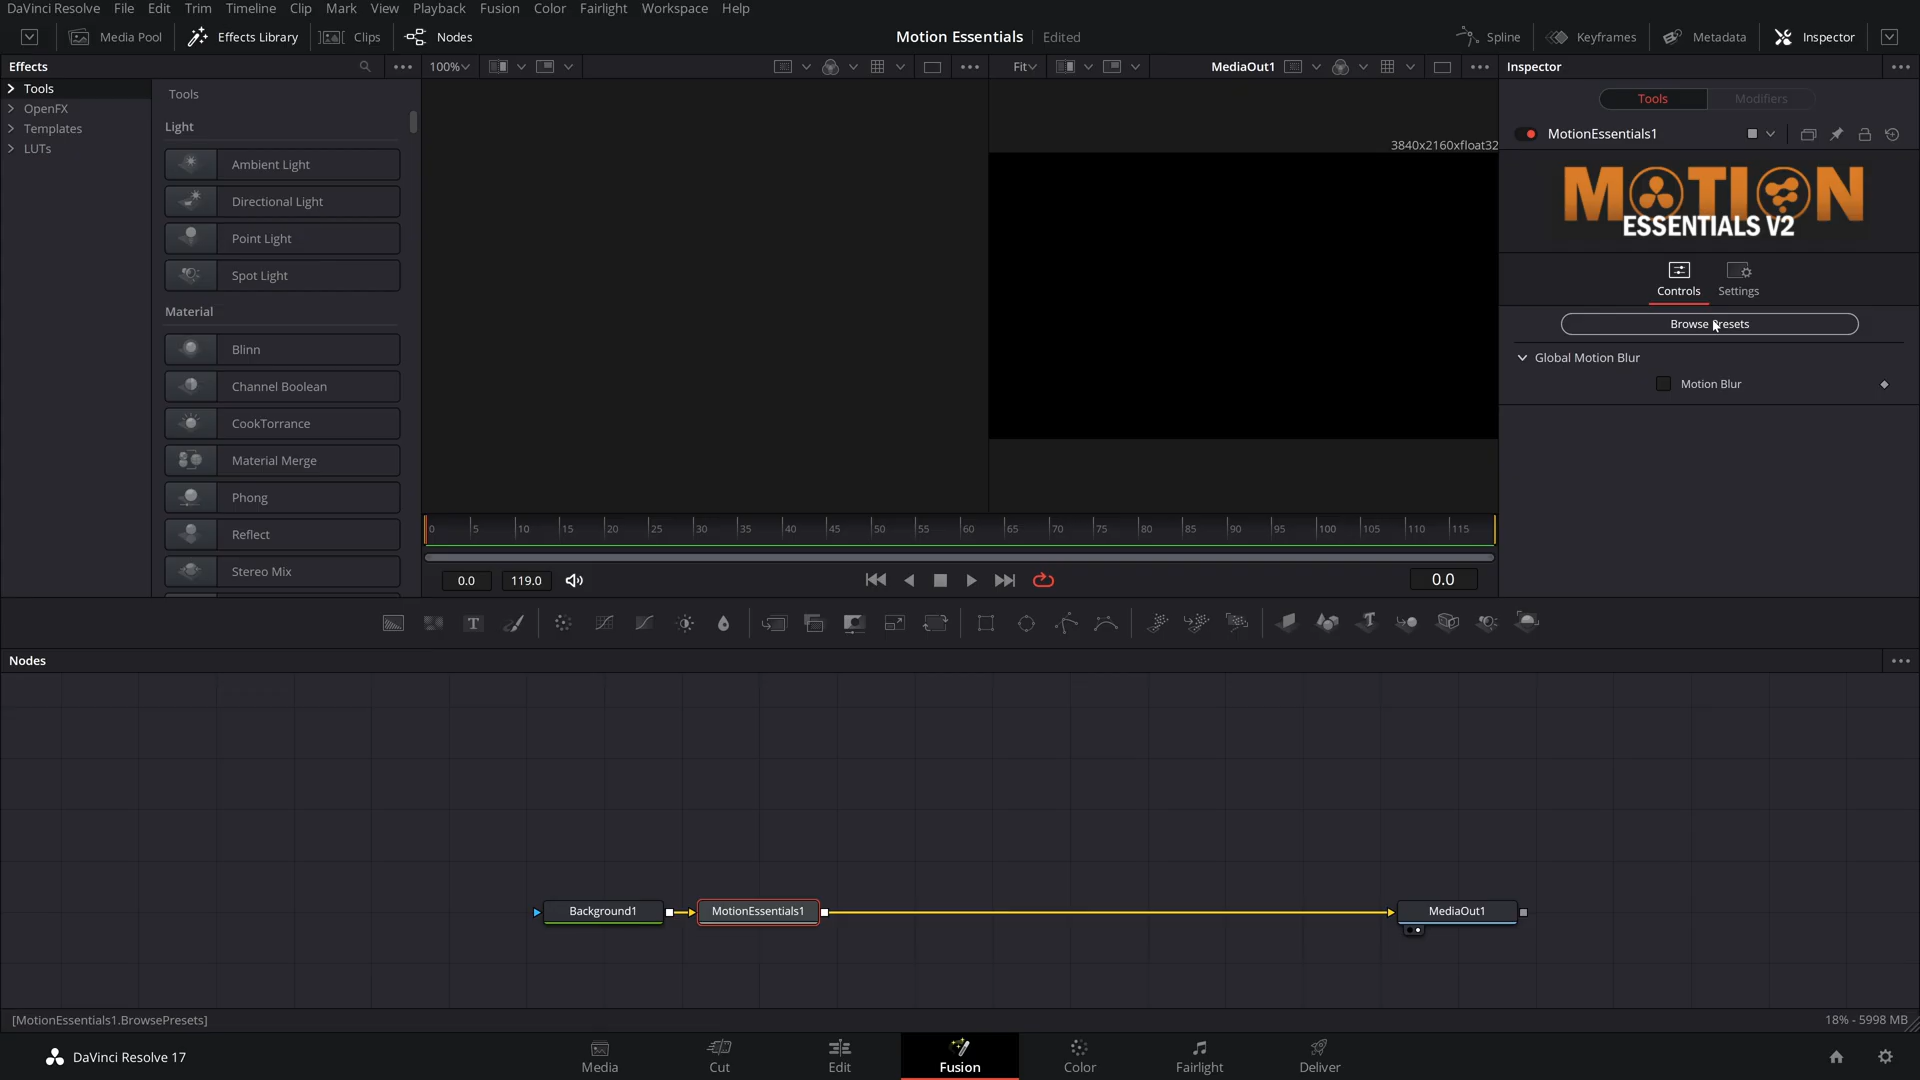 DaVinci Resolve File Edit Trim Timeline Clip Mark View Playback Fusion Color Fairlight Workspace Help
Media Pool Effects Library Clips Nodes Motion Essentials Edited Spline Keyframes Metadata Inspector
Effects 100% Fit MediaOut1 Inspector
Tools
OpenFX
Templates
LUTs
Tools
Light
Ambient Light
Directional Light
Point Light
Spot Light
Material
Blinn
Channel Boolean
CookTorrance
Material Merge
Phong
Reflect
Stereo Mix
3840x2160xfloat32
0 5 10 15 20 25 30 35 40 45 50 55 60 65 70 75 80 85 90 95 100 105 110 115
0.0 119.0 0.0
Tools Modifiers
MotionEssentials1
MOTION
ESSENTIALS V2
Controls Settings
Browse Presets
Global Motion Blur
Motion Blur
T T
Nodes
Background1 MotionEssentials1 MediaOut1
[MotionEssentials1.BrowsePresets] 18% - 5998 MB
DaVinci Resolve 17 Media Cut Edit Fusion Color Fairlight Deliver